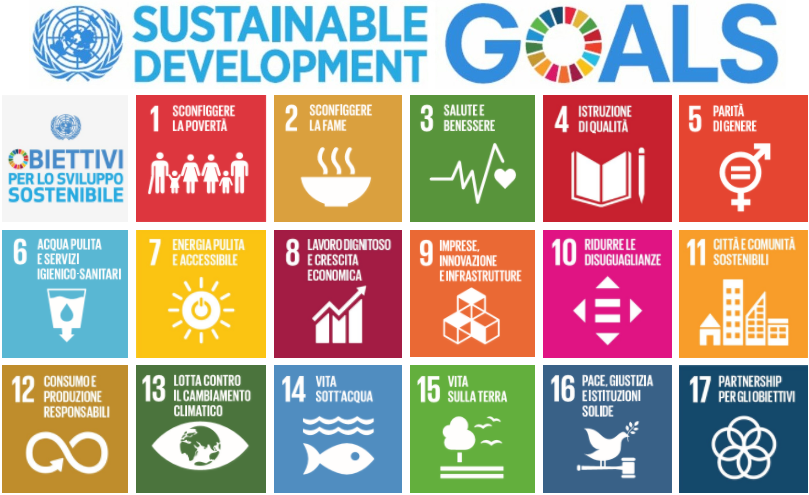 SUSTAINABLE
DEVELOPMENT
GOALS
OBIETTIVI
PER LO SVILUPPO
SOSTENIBILE
1 SCONFIGGERE
LA POVERTÀ
2 SCONFIGGERE
LA FAME
3 SALUTE E
BENESSERE
4 ISTRUZIONE
DI QUALITÀ
5 PARITÀ
DI GENERE
6 ACQUA PULITA
E SERVIZI
IGIENICO-SANITARI
7 ENERGIA PULITA
E ACCESSIBILE
8 LAVORO DIGNITOSO
E CRESCITA
ECONOMICA
9 IMPRESE,
INNOVAZIONE
E INFRASTRUTTURE
10 RIDURRE LE
DISUGUAGLIANZE
11 CITTÀ E COMUNITÀ
SOSTENIBILI
12 CONSUMO E
PRODUZIONE
RESPONSABILI
13 LOTTA CONTRO
IL CAMBIAMENTO
CLIMATICO
14 VITA
SOTT'ACQUA
15 VITA
SULLA TERRA
16 PACE, GIUSTIZIA
E ISTITUZIONI
SOLIDE
17 PARTNERSHIP
PER GLI OBIETTIVI